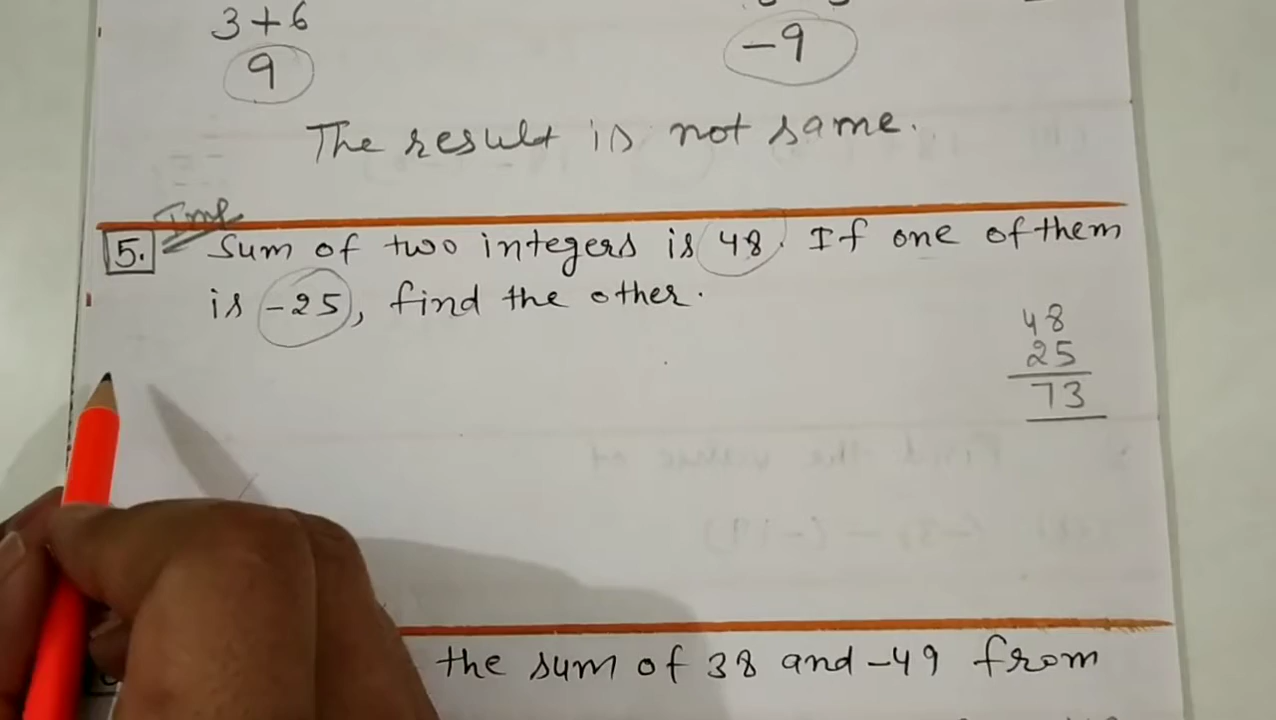 3+6
9
-9
The result is not same.
Imp
5. Sum of two integers is 48. If one of them
is -25, find the other.
48
25
73
the sum of 38 and -49 from